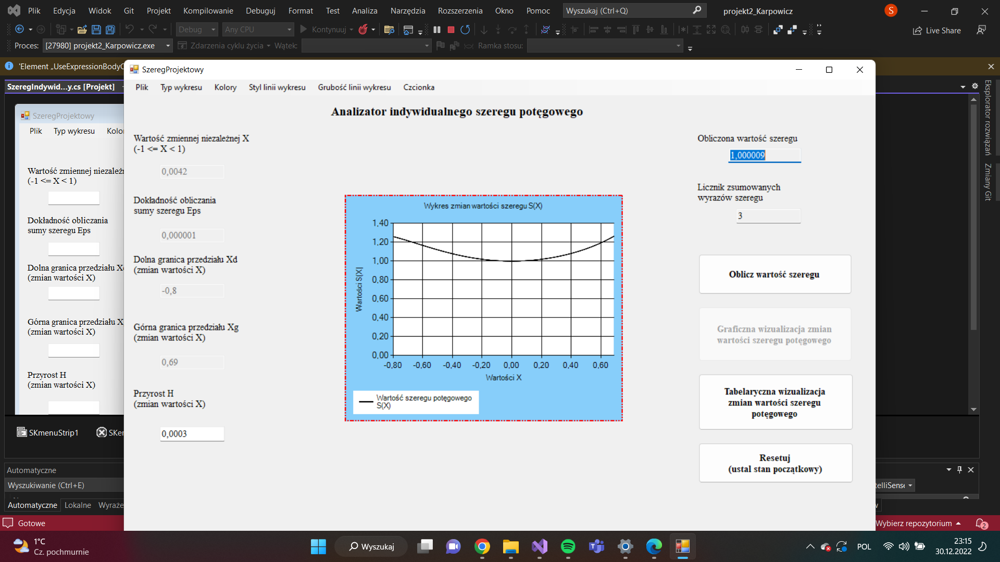 Plik Edycja Widok Git Projekt Kompilowanie Debuguj Format Test Analiza Narzędzia Rozszerzenia Okno Pomoc Wyszukaj (Ctrl+Q) projekt2_Karpowicz S
Debug Any CPU Kontynuuj Live Share
Proces: [27980] projekt2_Karpowicz.exe Zdarzenia cyklu życia Wątek: Ramka stosu:
'Element „UseExpressionBodyC
SzeregIndywid...y.cs [Projekt]
SzeregProjektowy
Plik Typ wykresu Kolo
Wartość zmiennej niezależn
(-1 <= X < 1)
Dokładność obliczania
sumy szeregu Eps
Dolna granica przedziału X
(zmian wartości X)
Górna granica przedziału X
(zmian wartości X)
Przyrost H
(zmian wartości X)
SKmenuStrip1 SKer
Automatyczne
Wyszukiwanie (Ctrl+E)
Automatyczne Lokalne Wyraże
Gotowe
SzeregProjektowy
Plik Typ wykresu Kolory Styl linii wykresu Grubość linii wykresu Czcionka
Analizator indywidualnego szeregu potęgowego
Wartość zmiennej niezależnej X
(-1 <= X < 1)
0,0042
Dokładność obliczania
sumy szeregu Eps
0,000001
Dolna granica przedziału Xd
(zmian wartości X)
-0,8
Górna granica przedziału Xg
(zmian wartości X)
0,69
Przyrost H
(zmian wartości X)
0,0003
Wykres zmian wartości szeregu S(X)
Wartości S(X|
1,40
1,20
1,00
0,80
0,60
0,40
0,20
0,00
-0,80 -0,60 -0,40 -0,20 0,00 0,20 0,40 0,60
Wartości X
Wartość szeregu potęgowego
S(X)
Obliczona wartość szeregu
1,000009
Licznik zsumowanych
wyrazów szeregu
3
Oblicz wartość szeregu
Graficzna wizualizacja zmian
wartości szeregu potęgowego
Tabelaryczna wizualizacja
zmian wartości szeregu
potęgowego
Resetuj
(ustal stan początkowy)
Eksplorator rozwiązań
Zmiany Git
telliSense
Wybierz repozytorium 2
1°C
Cz. pochmurnie
Wyszukaj
POL
23:15
30.12.2022